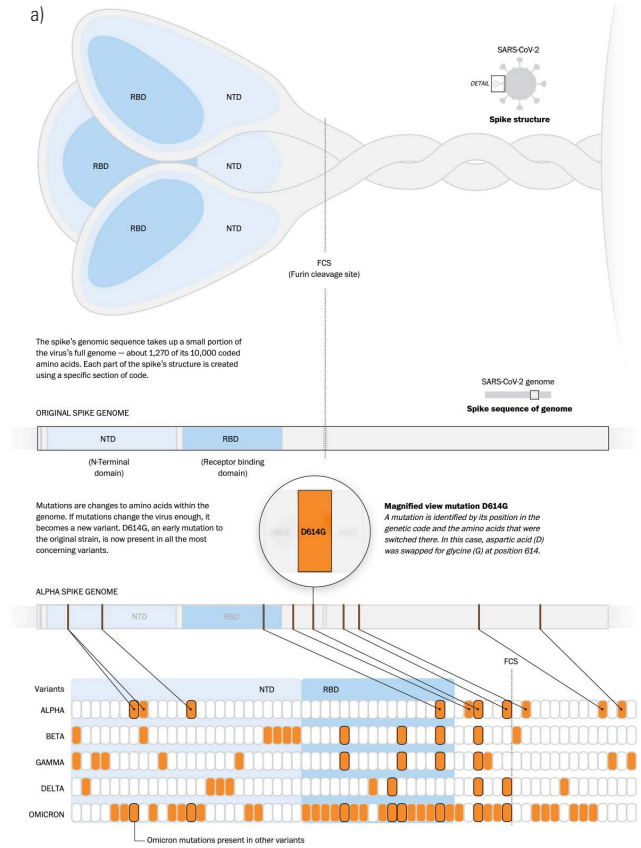 a)
SARS-CoV-2
DETAIL
Spike structure
RBD
NTD
RBD
NTD
RBD
NTD
FCS
(Furin cleavage site)
The spike's genomic sequence takes up a small portion of
the virus's full genome — about 1,270 of its 10,000 coded
amino acids. Each part of the spike's structure is created
using a specific section of code.
SARS-CoV-2 genome
Spike sequence of genome
ORIGINAL SPIKE GENOME
NTD
RBD
(N-Terminal
domain)
(Receptor binding
domain)
Mutations are changes to amino acids within the
genome. If mutations change the virus enough, it
becomes a new variant. D614G, an early mutation to
the original strain, is now present in all the most
concerning variants.
D614G
Magnified view mutation D614G
A mutation is identified by its position in the
genetic code and the amino acids that were
switched there. In this case, aspartic acid (D)
was swapped for glycine (G) at position 614.
ALPHA SPIKE GENOME
NTD
RBD
FCS
Variants
NTD
RBD
ALPHA
BETA
GAMMA
DELTA
OMICRON
Omicron mutations present in other variants